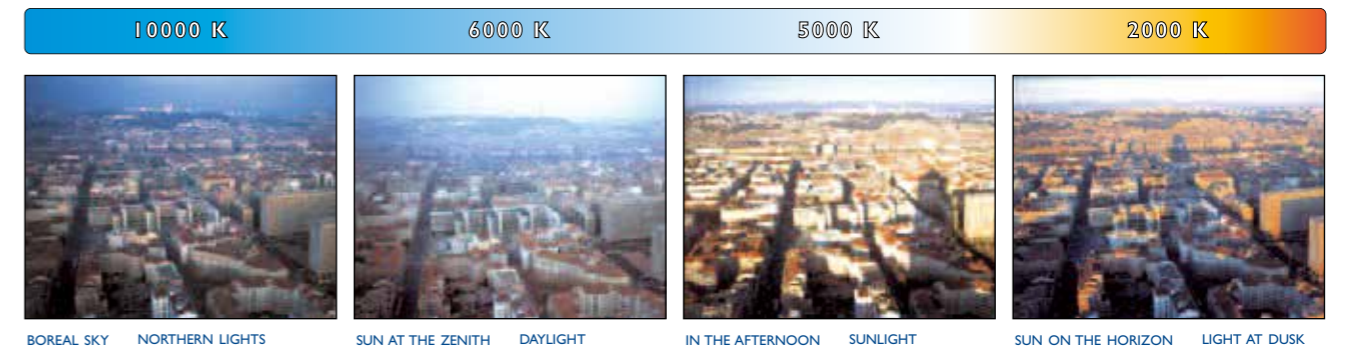 10000 K 6000 K 5000 K 2000 K
BOREAL SKY NORTHERN LIGHTS SUN AT THE ZENITH DAYLIGHT IN THE AFTERNOON SUNLIGHT SUN ON THE HORIZON LIGHT AT DUSK